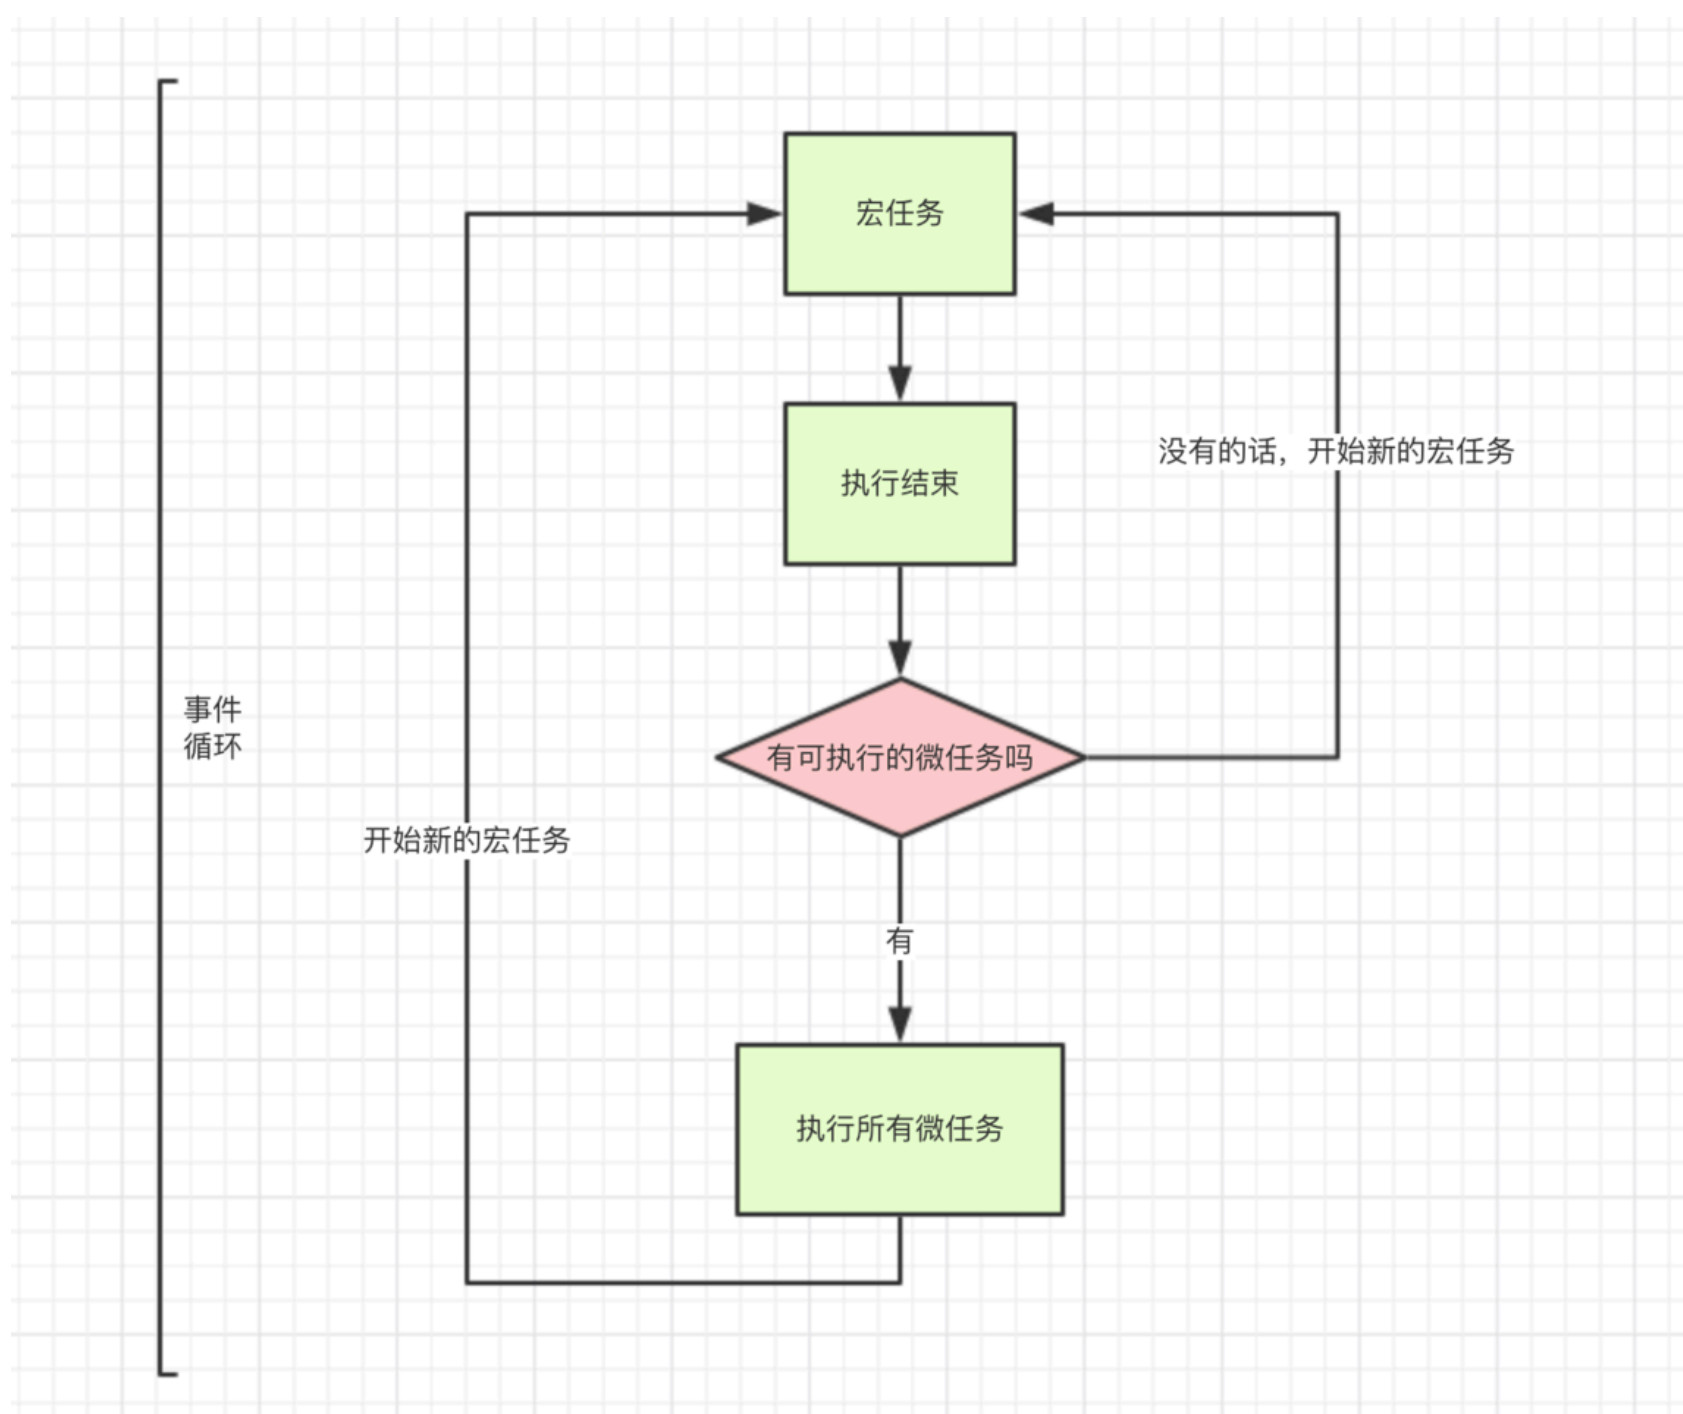 宏任务
执行结束
没有的话，开始新的宏任务
事件
循环
有可执行的微任务吗
开始新的宏任务
有
执行所有微任务